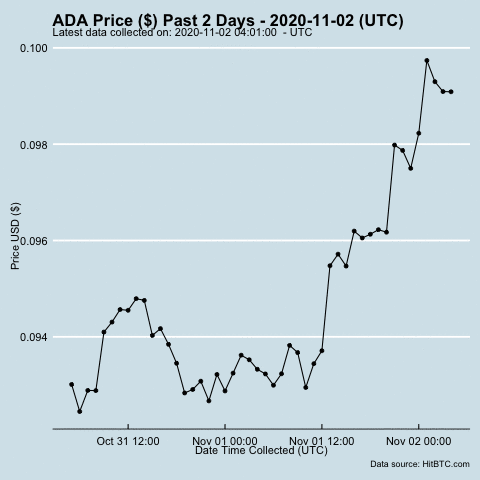 ADA Price ($) Past 2 Days - 2020-11-02 (UTC)
Latest data collected on: 2020-11-02 04:01:00  - UTC
0.100
0.098
0.096
0.094
Price USD ($)
Oct 31 12:00 Nov 01 00:00 Nov 01 12:00 Nov 02 00:00
Date Time Collected (UTC)
Data source: HitBTC.com